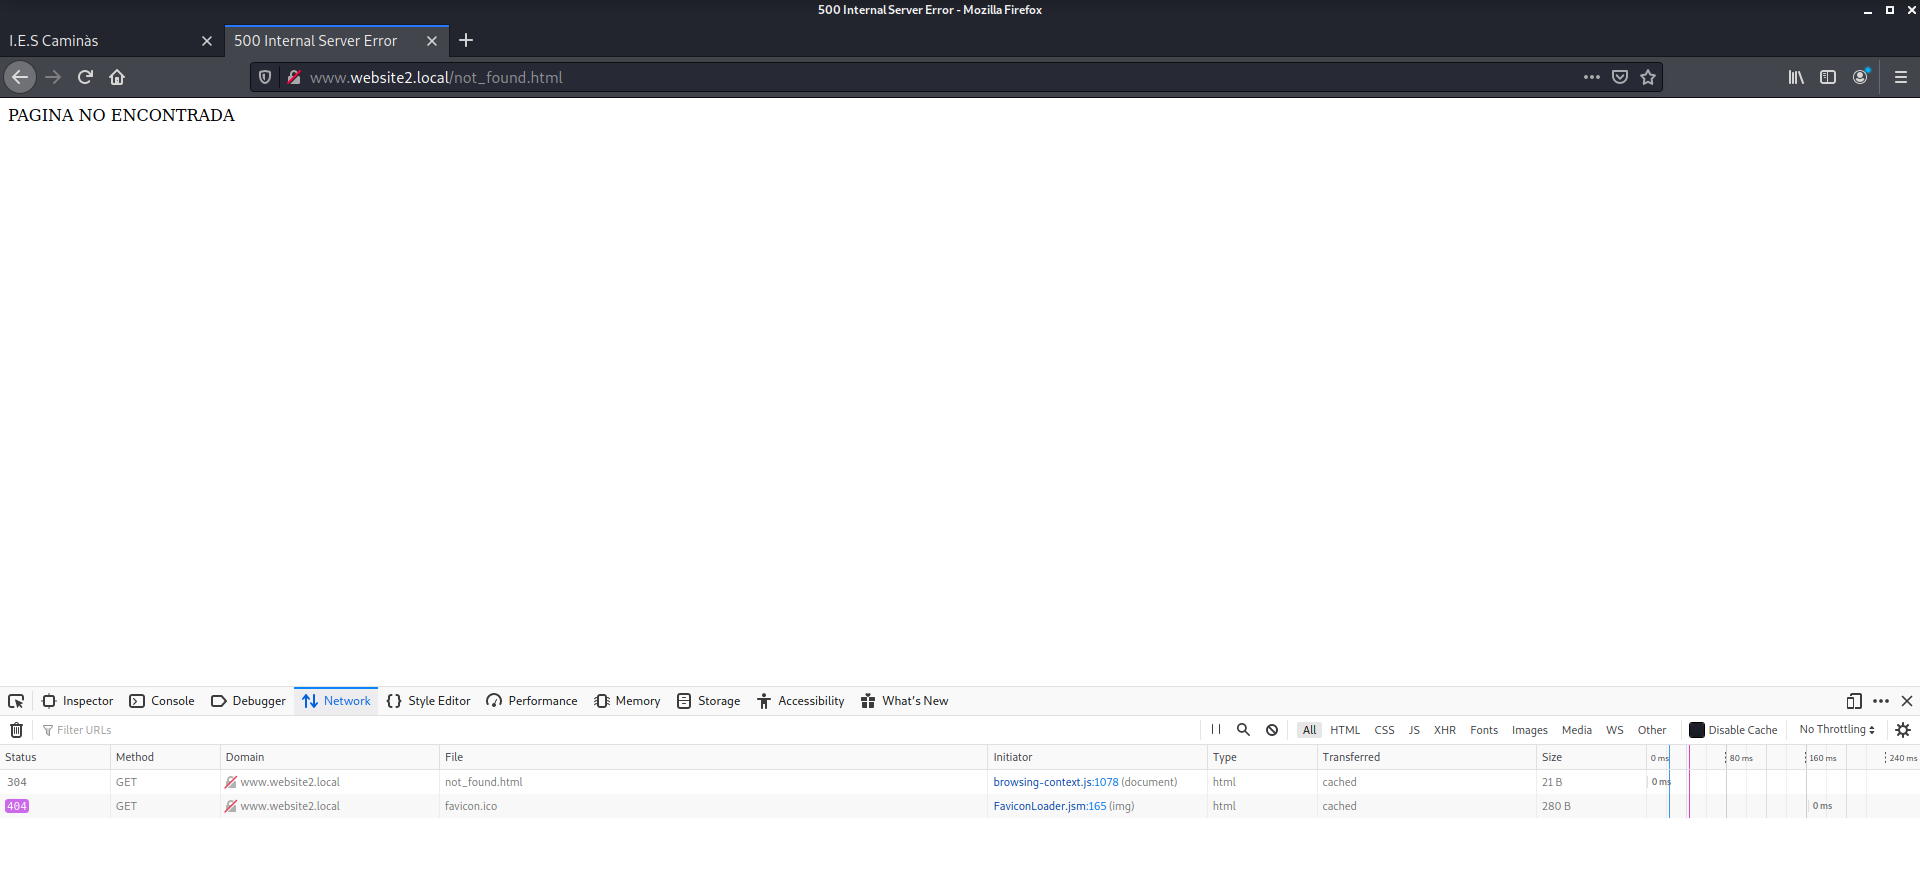 500 Internal Server Error - Mozilla Firefox
I.E.S Caminàs
500 Internal Server Error
www.website2.local/not_found.html
PAGINA NO ENCONTRADA
Inspector Console Debugger Network Style Editor Performance Memory Storage Accessibility What's New
Filter URLs All HTML CSS JS XHR Fonts Images Media WS Other Disable Cache No Throttling
Status Method Domain File Initiator Type Transferred Size 0 ms 80 ms 160 ms 240 ms
304 GET www.website2.local not_found.html browsing-context.js:1078 (document) html cached 21 B 0 ms
404 GET www.website2.local favicon.ico FaviconLoader.jsm:165 (img) html cached 280 B 0 ms